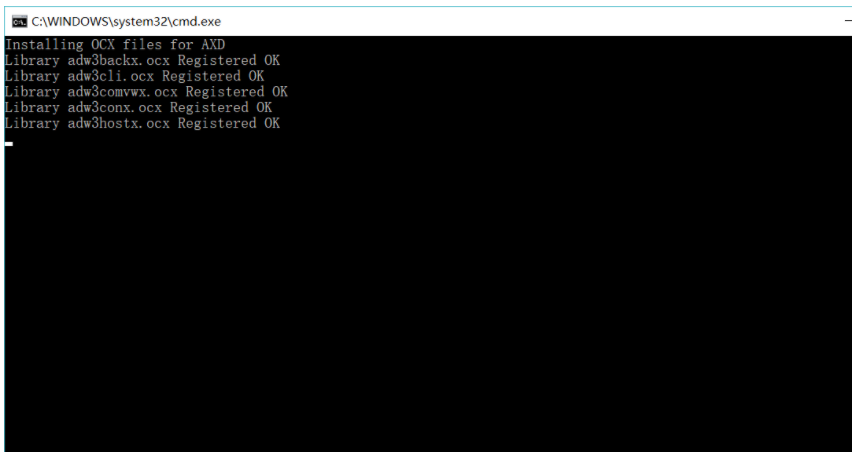 C:\WINDOWS\system32\cmd.exe
Installing OCX files for AXD
Library adw3backx.ocx Registered OK
Library adw3cli.ocx Registered OK
Library adw3comvwx.ocx Registered OK
Library adw3conx.ocx Registered OK
Library adw3hostx.ocx Registered OK